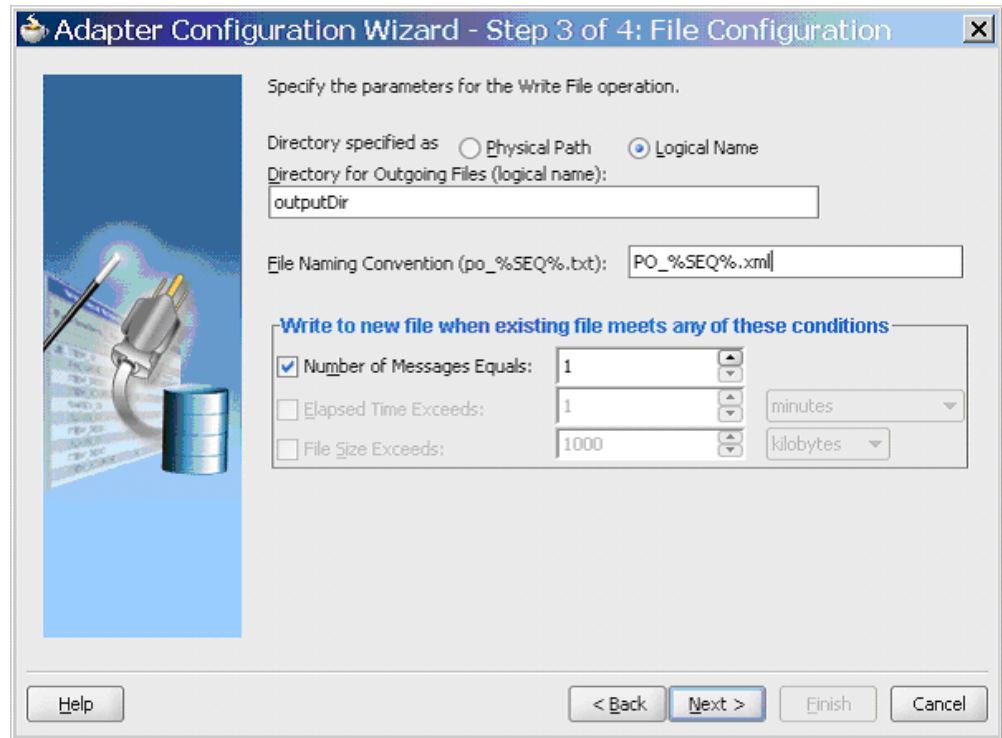 Adapter Configuration Wizard - Step 3 of 4: File Configuration
Specify the parameters for the Write File operation.
Directory specified as Physical Path Logical Name
Directory for Outgoing Files (logical name):
outputDir
File Naming Convention (po_%SEQ%.txt): PO_%SEQ%.xml
Write to new file when existing file meets any of these conditions
Number of Messages Equals: 1
Elapsed Time Exceeds: 1 minutes
File Size Exceeds: 1000 kilobytes
Help < Back Next > Finish Cancel